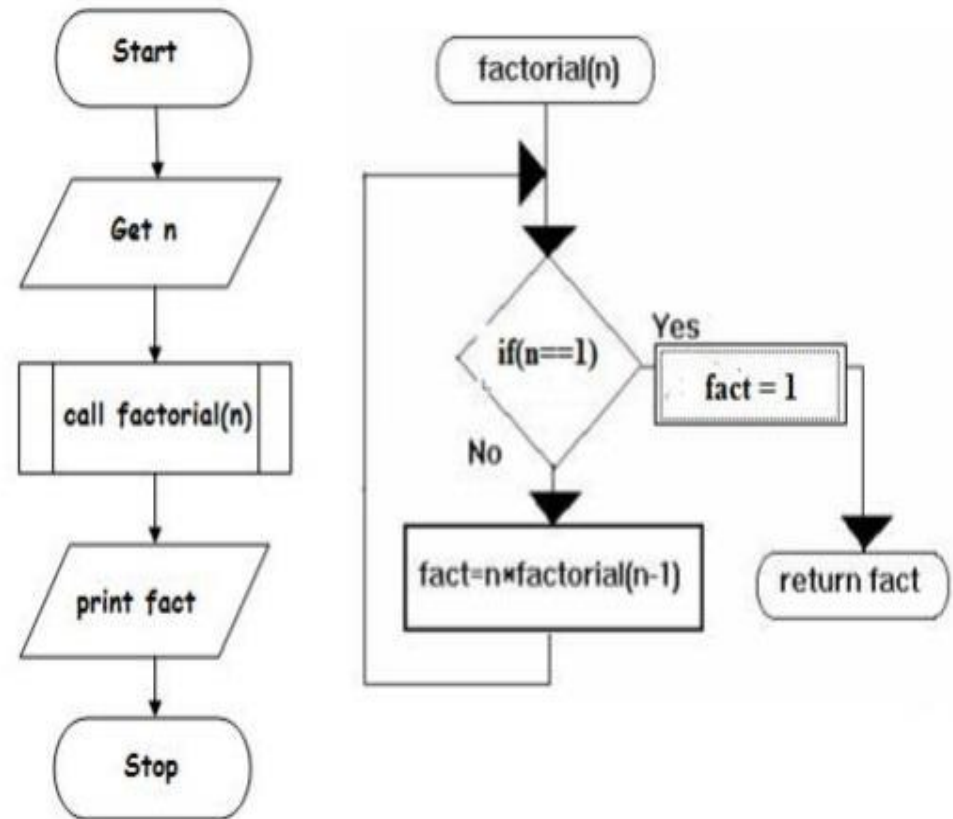 Start
Get n
call factorial(n)
print fact
Stop
factorial(n)
if(n==1)
Yes
fact = 1
No
fact=n*factorial(n-1)
return fact